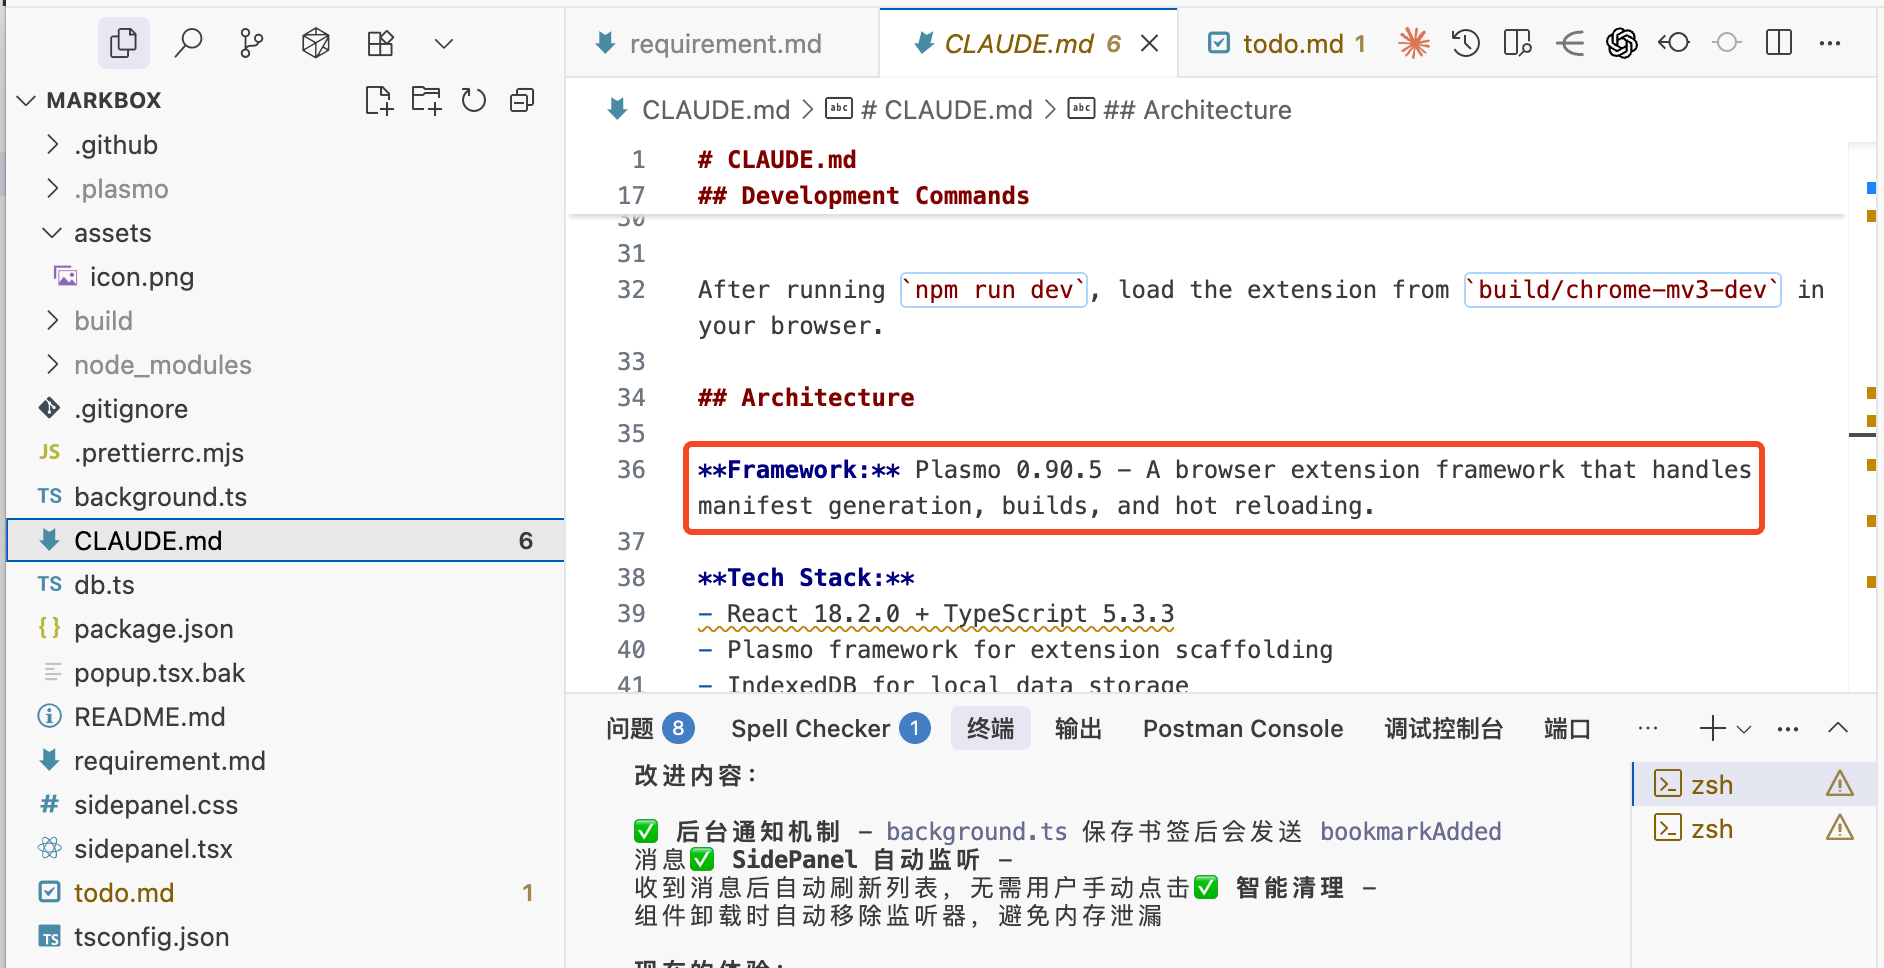 requirement.md
CLAUDE.md 6
todo.md 1
MARKBOX
.github
.plasmo
assets
icon.png
build
node_modules
.gitignore
JS .prettierrc.mjs
TS background.ts
CLAUDE.md 6
TS db.ts
{} package.json
popup.tsx.bak
README.md
requirement.md
# sidepanel.css
sidepanel.tsx
todo.md 1
TS tsconfig.json
CLAUDE.md > abc # CLAUDE.md > abc ## Architecture
1 # CLAUDE.md
17 ## Development Commands
30
31
32 After running `npm run dev`, load the extension from `build/chrome-mv3-dev` in
your browser.
33
34 ## Architecture
35
36 **Framework:** Plasmo 0.90.5 - A browser extension framework that handles
manifest generation, builds, and hot reloading.
37
38 **Tech Stack:**
39 - React 18.2.0 + TypeScript 5.3.3
40 - Plasmo framework for extension scaffolding
41 - IndexedDB for local data storage
问题 8 Spell Checker 1 终端 输出 Postman Console 调试控制台 端口
改进内容：
✅ 后台通知机制 - background.ts 保存书签后会发送 bookmarkAdded
消息✅ SidePanel 自动监听 -
收到消息后自动刷新列表，无需用户手动点击✅ 智能清理 -
组件卸载时自动移除监听器，避免内存泄漏
现在的体验：
zsh
zsh